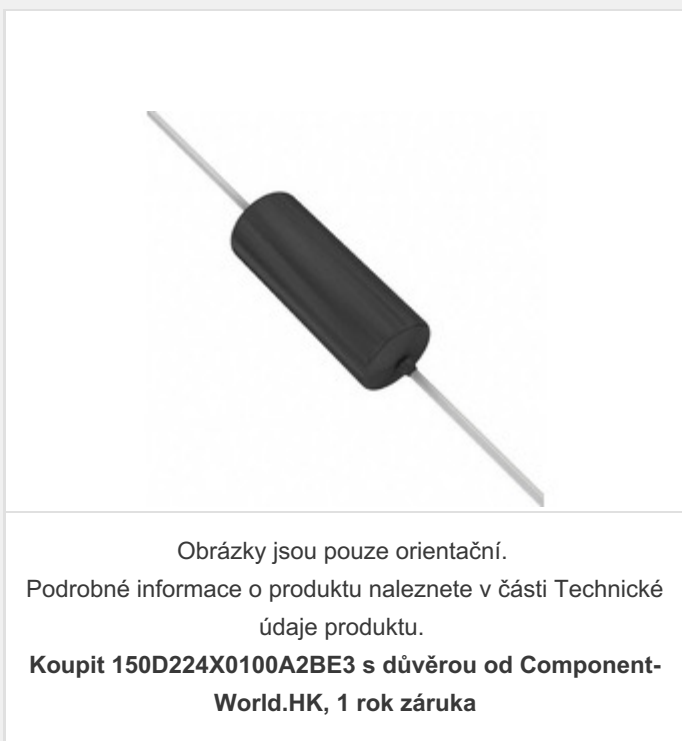 Obrázky jsou pouze orientační.
Podrobné informace o produktu naleznete v části Technické
údaje produktu.
Koupit 150D224X0100A2BE3 s důvěrou od Component-
World.HK, 1 rok záruka